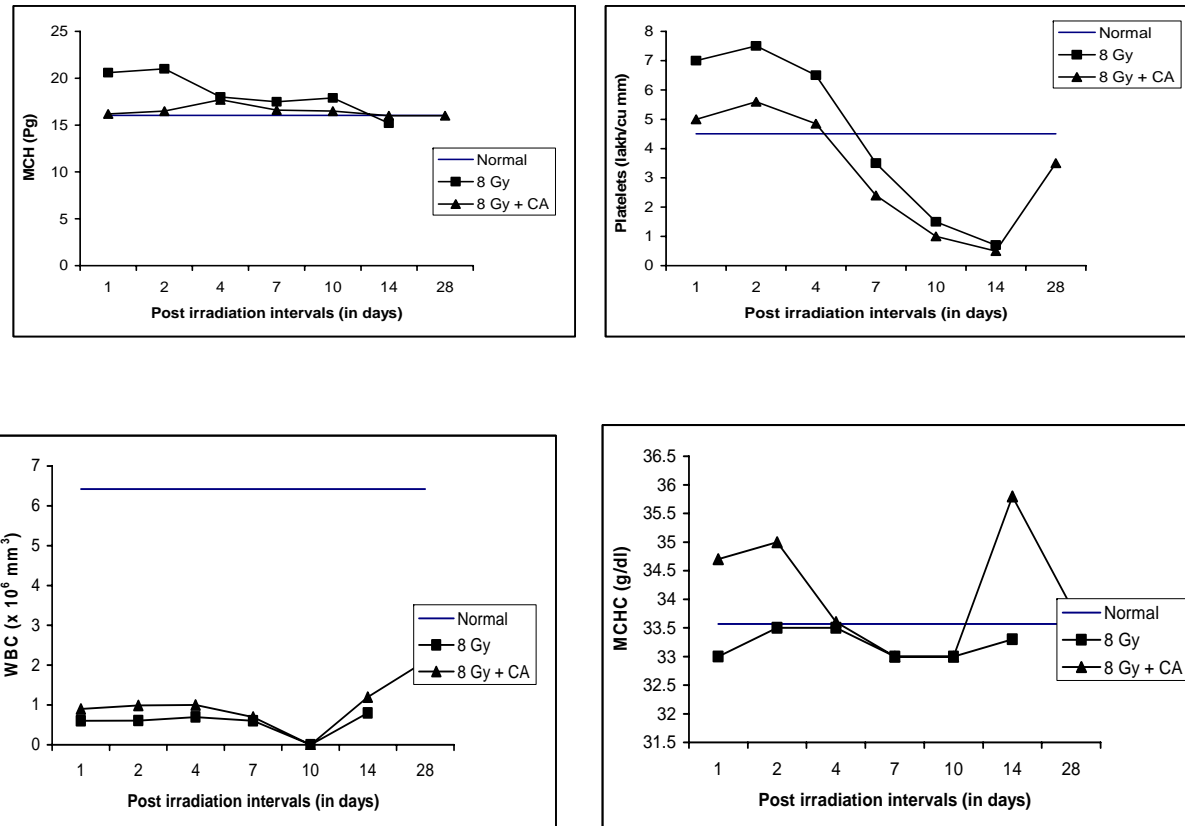 25
20
15
10
5
0
MCH (Pg)
Normal
8 Gy
8 Gy + CA
1 2 4 7 10 14 28
Post irradiation intervals (in days)
8
7
6
5
4
3
2
1
0
Platelets (lakh/cu mm)
Normal
8 Gy
8 Gy + CA
1 2 4 7 10 14 28
Post irradiation intervals (in days)
7
6
5
4
3
2
1
0
WBC (x 10⁶ mm³)
Normal
8 Gy
8 Gy + CA
1 2 4 7 10 14 28
Post irradiation intervals (in days)
36.5
36
35.5
35
34.5
34
33.5
33
32.5
32
31.5
MCHC (g/dl)
Normal
8 Gy
8 Gy + CA
1 2 4 7 10 14 28
Post irradiation intervals (in days)